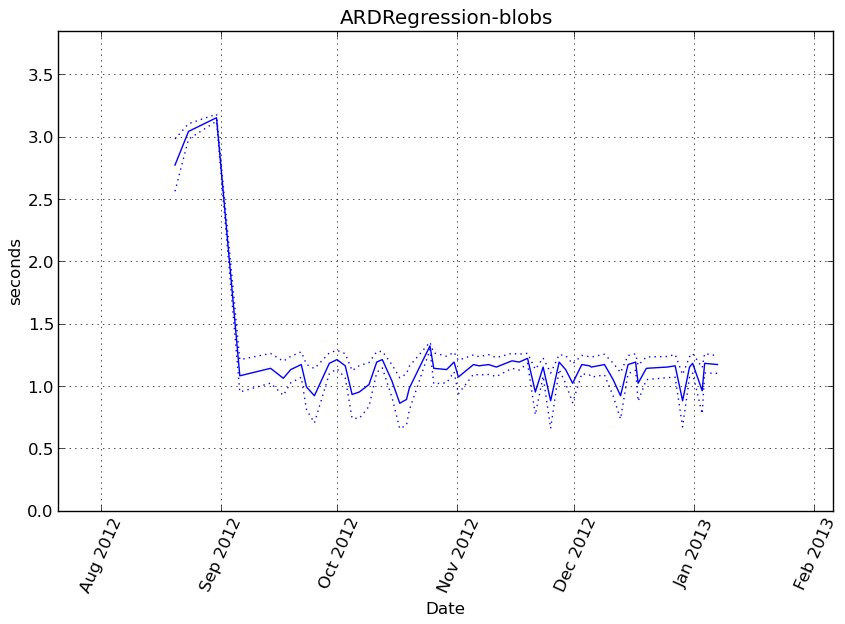 ARDRegression-blobs
3.5
3.0
2.5
2.0
1.5
1.0
0.5
0.0
seconds
Aug 2012
Sep 2012
Oct 2012
Nov 2012
Dec 2012
Jan 2013
Feb 2013
Date